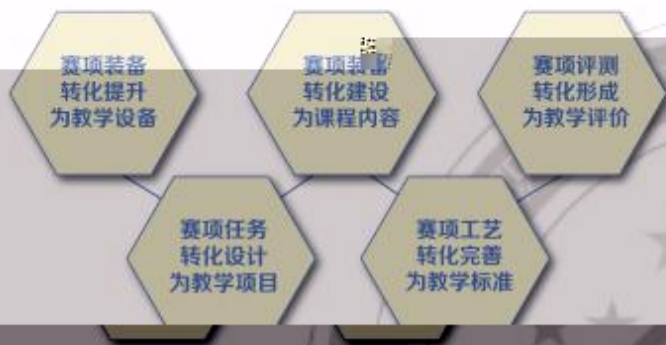 赛项装备
转化提升
为教学设备
赛项装备
转化建设
为课程内容
赛项评测
转化形成
为教学评价
赛项任务
转化设计
为教学项目
赛项工艺
转化完善
为教学标准